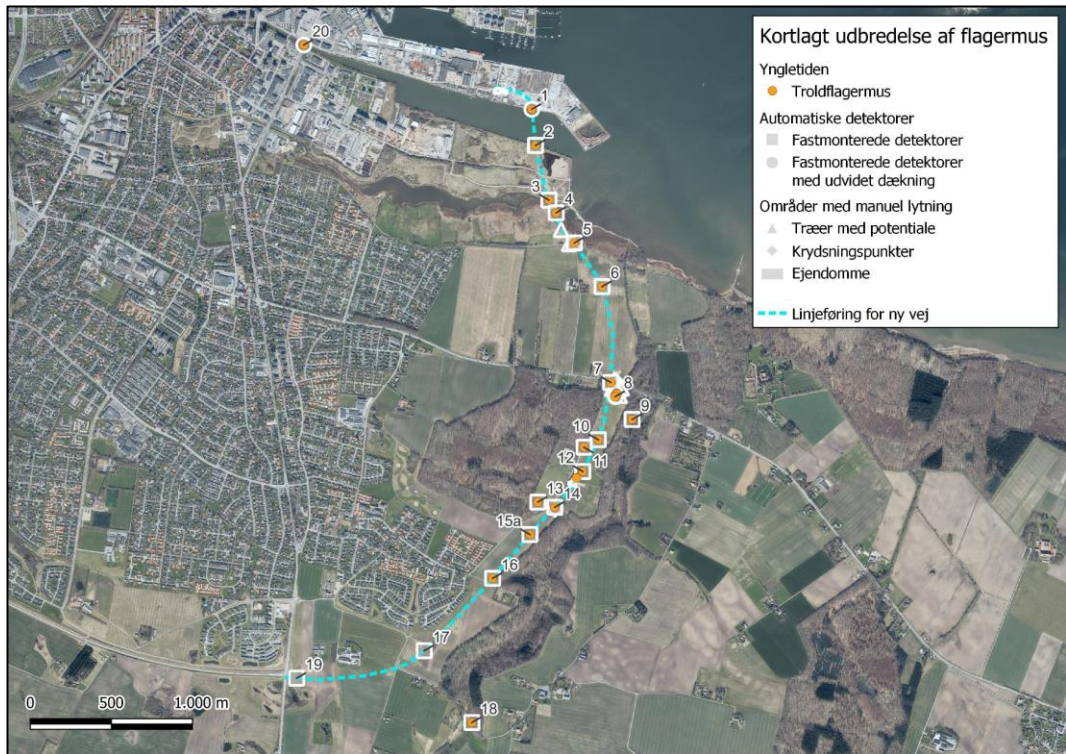 Kortlagt udbredelse af flagermus
Yngletiden
Troldflagermus
Automatiske detektorer
Fastmonterede detektorer
Fastmonterede detektorer
med udvidet dækning
Områder med manuel lytning
Træer med potentiale
Krydsningspunkter
Ejendomme
Linjeføring for ny vej
20
1
2
3
4
5
6
7
8
9
10
11
12
13
14
15a
16
17
19
18
0 500 1.000 m